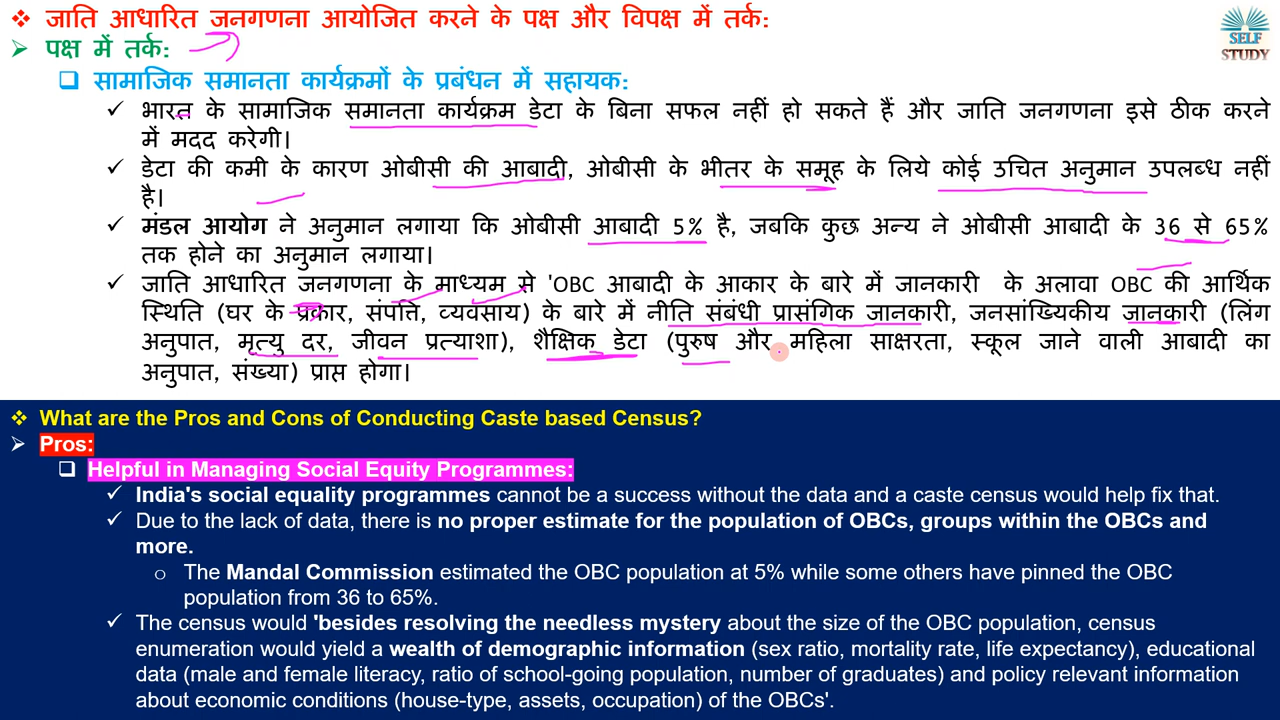 जाति आधारित जनगणना आयोजित करने के पक्ष और विपक्ष में तर्क:
SELF
STUDY
पक्ष में तर्क:
सामाजिक समानता कार्यक्रमों के प्रबंधन में सहायक:
भारत के सामाजिक समानता कार्यक्रम डेटा के बिना सफल नहीं हो सकते हैं और जाति जनगणना इसे ठीक करने
में मदद करेगी।
डेटा की कमी के कारण ओबीसी की आबादी, ओबीसी के भीतर के समूह के लिये कोई उचित अनुमान उपलब्ध नहीं
है।
मंडल आयोग ने अनुमान लगाया कि ओबीसी आबादी 5% है, जबकि कुछ अन्य ने ओबीसी आबादी के 36 से 65%
तक होने का अनुमान लगाया।
जाति आधारित जनगणना के माध्यम से 'OBC आबादी के आकार के बारे में जानकारी के अलावा OBC की आर्थिक
स्थिति (घर के प्रकार, संपत्ति, व्यवसाय) के बारे में नीति संबंधी प्रासंगिक जानकारी, जनसांख्यिकीय जानकारी (लिंग
अनुपात, मृत्यु दर, जीवन प्रत्याशा), शैक्षिक डेटा (पुरुष और महिला साक्षरता, स्कूल जाने वाली आबादी का
अनुपात, संख्या) प्राप्त होगा।
What are the Pros and Cons of Conducting Caste based Census?
Pros:
Helpful in Managing Social Equity Programmes:
India's social equality programmes cannot be a success without the data and a caste census would help fix that.
Due to the lack of data, there is no proper estimate for the population of OBCs, groups within the OBCs and
more.
The Mandal Commission estimated the OBC population at 5% while some others have pinned the OBC
population from 36 to 65%.
The census would 'besides resolving the needless mystery about the size of the OBC population, census
enumeration would yield a wealth of demographic information (sex ratio, mortality rate, life expectancy), educational
data (male and female literacy, ratio of school-going population, number of graduates) and policy relevant information
about economic conditions (house-type, assets, occupation) of the OBCs'.